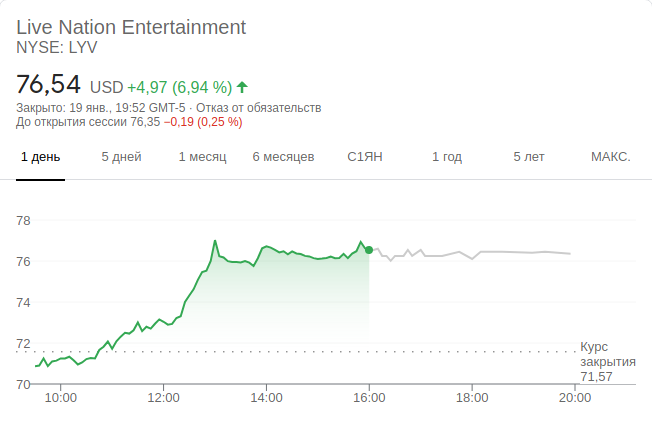 Live Nation Entertainment
NYSE: LYV
76,54 USD +4,97 (6,94 %)
Закрыто: 19 янв., 19:52 GMT-5 · Отказ от обязательств
До открытия сессии 76,35 −0,19 (0,25 %)
1 день 5 дней 1 месяц 6 месяцев С1ЯН 1 год 5 лет МАКС.
78
76
74
72
Курс
закрытия
71,57
70
10:00 12:00 14:00 16:00 18:00 20:00